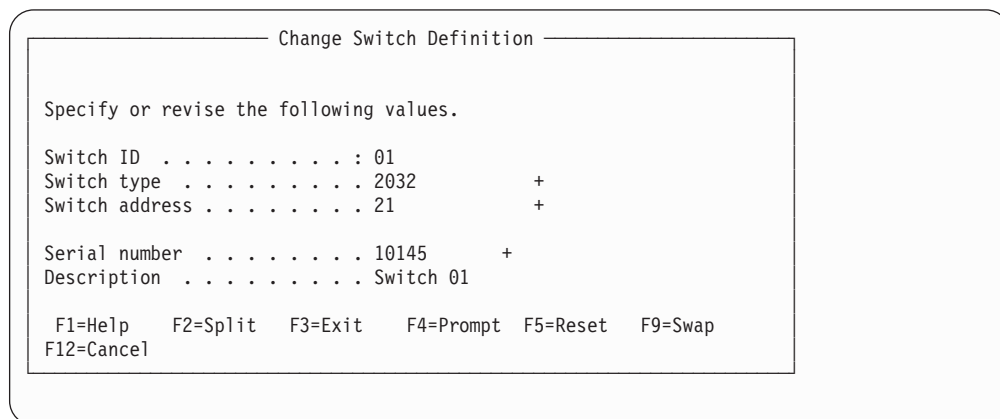 Change Switch Definition
Specify or revise the following values.
Switch ID . . . . . . . . . : 01
Switch type . . . . . . . . . 2032 +
Switch address . . . . . . . . 21 +
Serial number . . . . . . . . 10145 +
Description . . . . . . . . . Switch 01
F1=Help F2=Split F3=Exit F4=Prompt F5=Reset F9=Swap
F12=Cancel